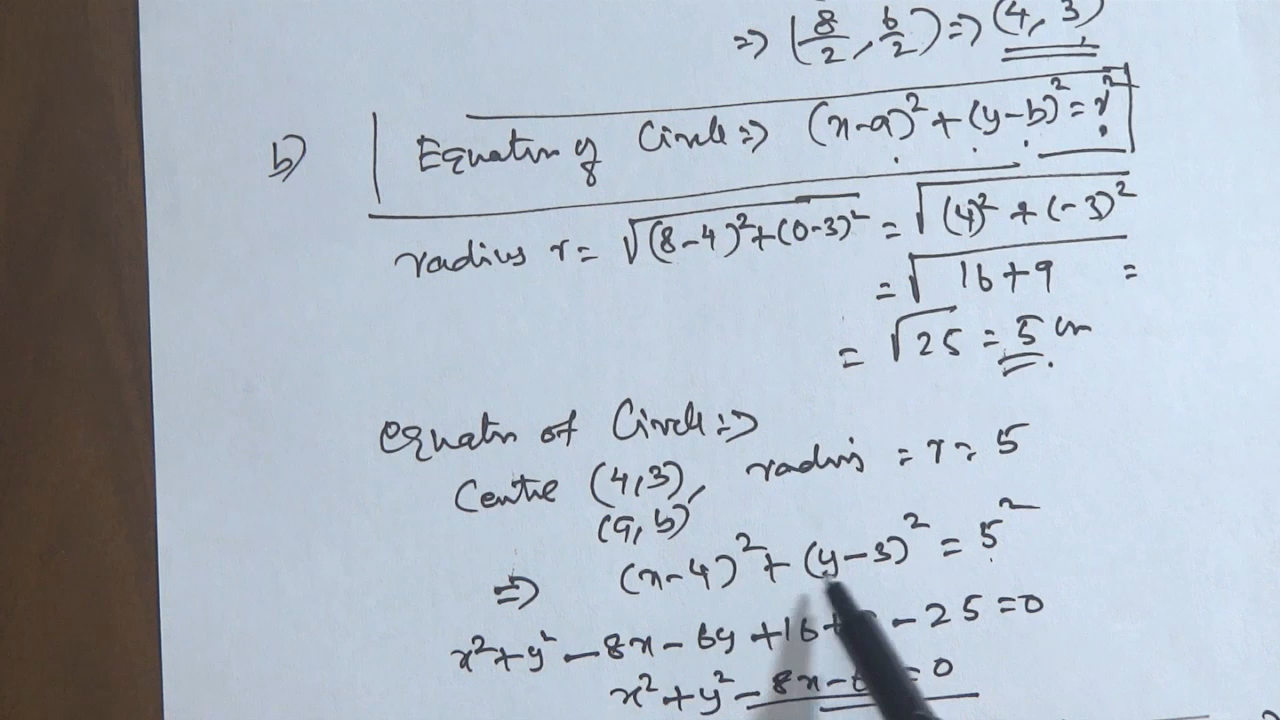 => (8/2, 6/2) => (4, 3)
b) Equation of Circle => (x-a)² + (y-b)² = r²
radius r = √(8-4)²+(0-3)² = √(4)² + (-3)²
= √16+9 =
= √25 = 5 cm
Equatn of Circle =>
Centre (4,3), radius = r = 5
(a, b)
=> (x-4)² + (y-3)² = 5²
x²+y² - 8x - 6y + 16 + - 25 = 0
x² + y² - 8x - = 0